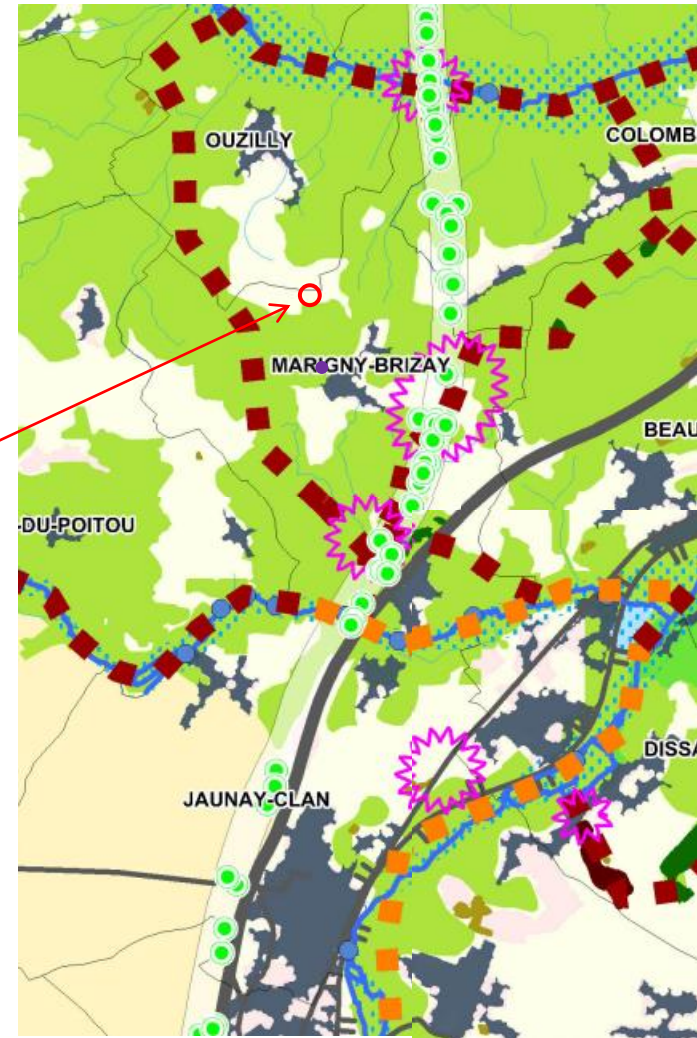 OUZILLY
COLOMB
MARIGNY-BRIZAY
BEAU
-DU-POITOU
DISSA
JAUNAY-CLAN